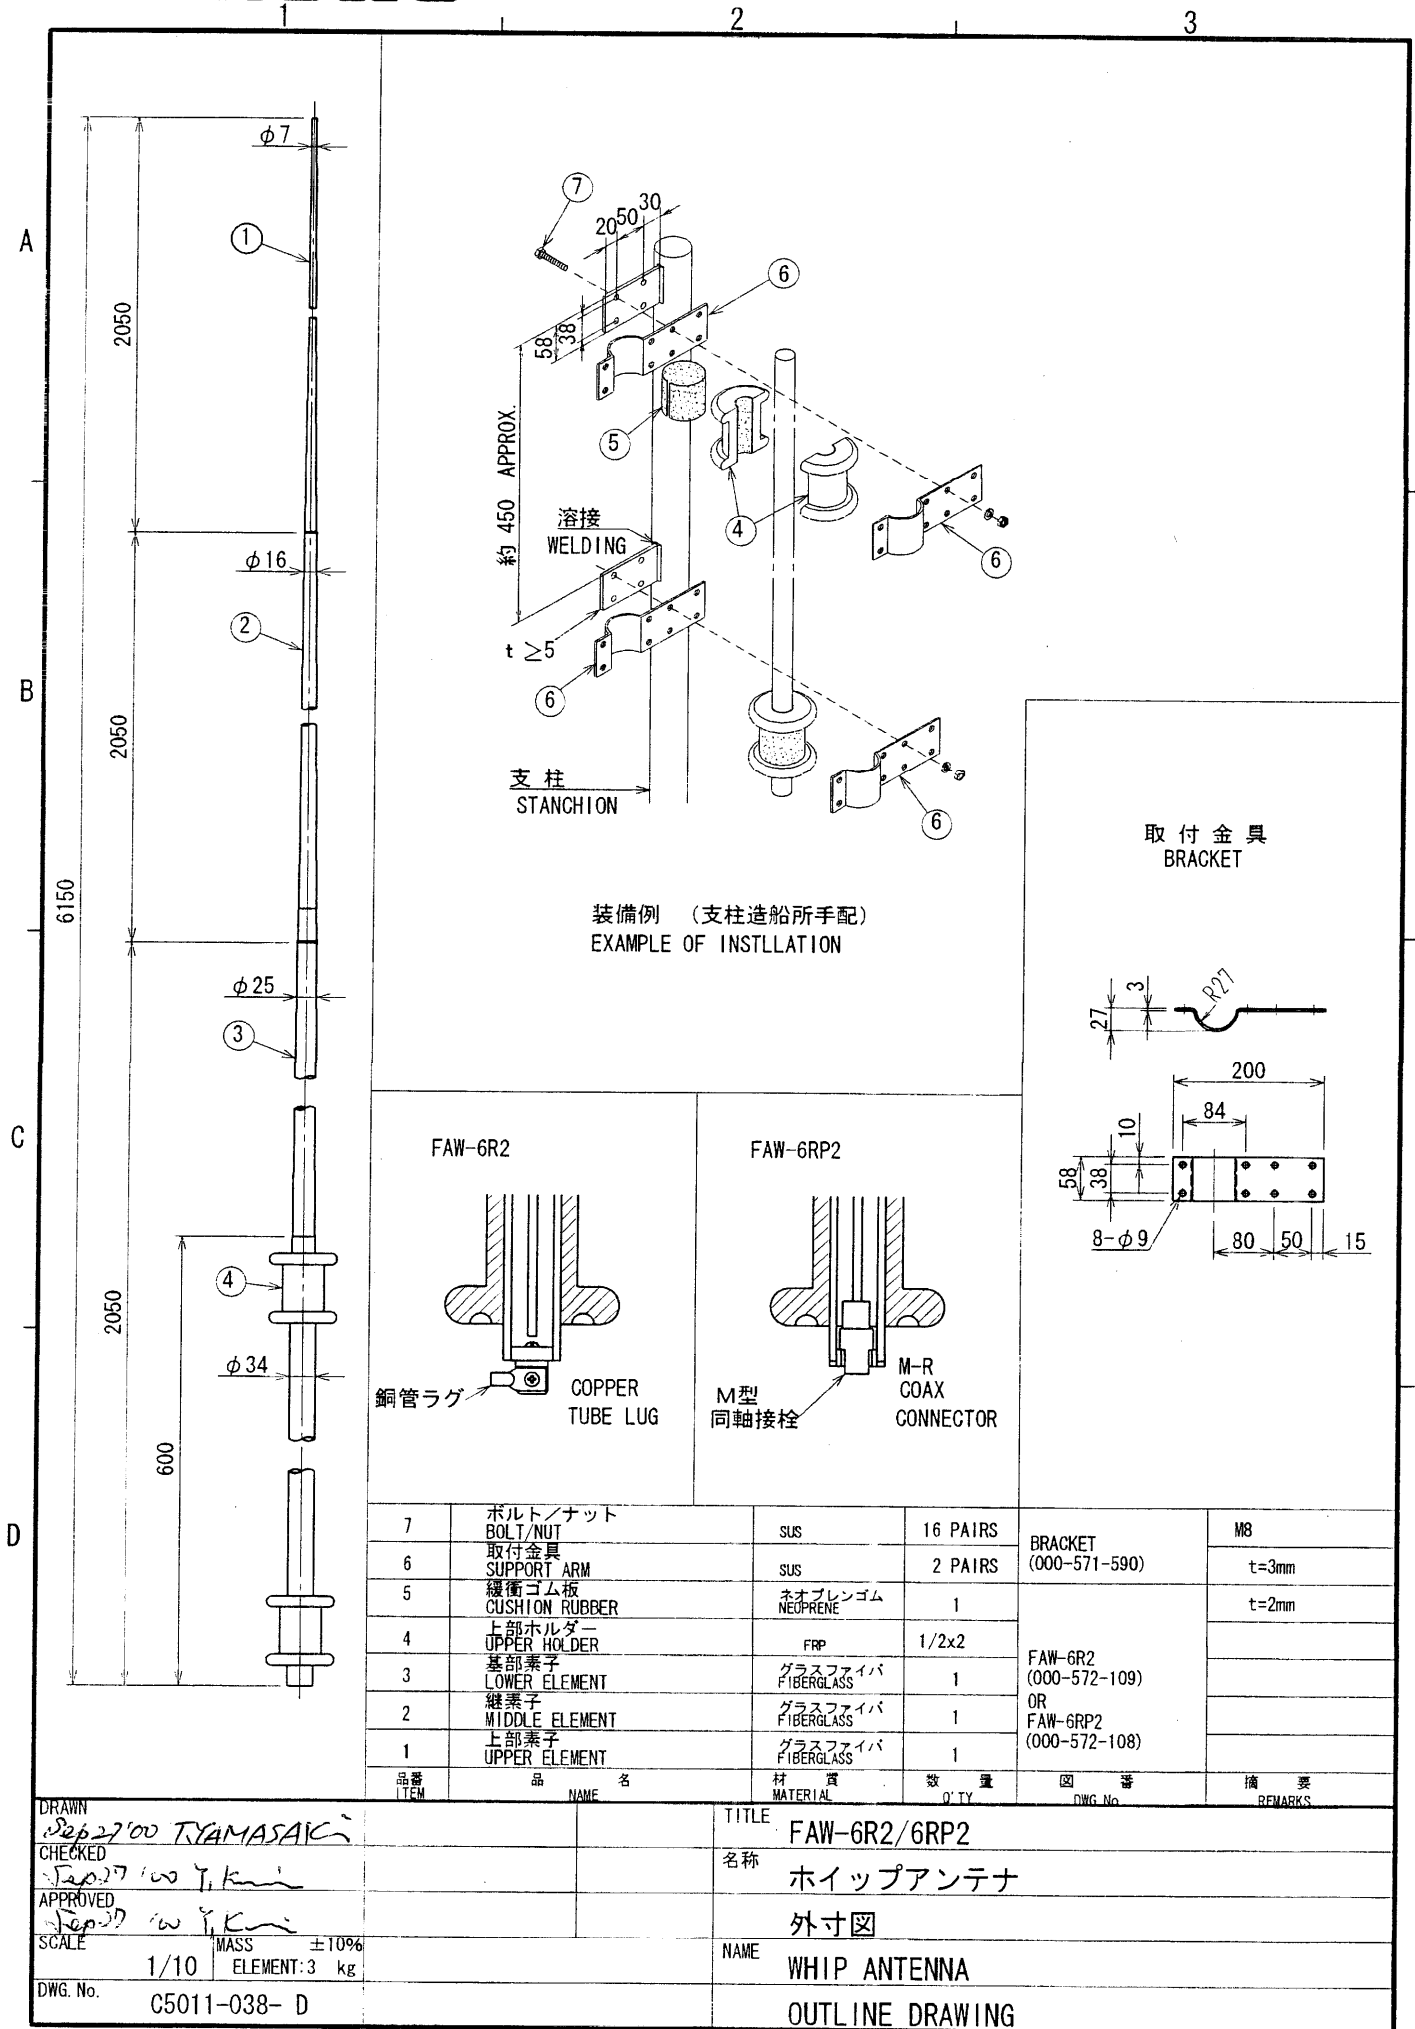 1
2
3
A
B
C
D
φ7
①
2050
φ16
②
2050
6150
φ25
③
④
2050
φ34
600
⑦
20
50
30
⑥
58
38
⑤
④
約 450 APPROX.
溶接
WELDING
⑥
t ≥5
⑥
支柱
STANCHION
⑥
装備例 (支柱造船所手配)
EXAMPLE OF INSTLLATION
取付金具
BRACKET
3
27
R27
200
84
10
58
38
8-φ9
80
50
15
FAW-6R2
銅管ラグ
COPPER
TUBE LUG
FAW-6RP2
M型
同軸接栓
M-R
COAX
CONNECTOR
7 ボルト/ナット BOLT/NUT SUS 16 PAIRS BRACKET (000-571-590) M8
6 取付金具 SUPPORT ARM SUS 2 PAIRS t=3mm
5 緩衝ゴム板 CUSHION RUBBER ネオプレンゴム NEOPRENE 1 t=2mm
4 上部ホルダー UPPER HOLDER FRP 1/2x2
FAW-6R2
(000-572-109)
OR
FAW-6RP2
(000-572-108)
3 基部素子 LOWER ELEMENT グラスファイバ FIBERGLASS 1
2 継素子 MIDDLE ELEMENT グラスファイバ FIBERGLASS 1
1 上部素子 UPPER ELEMENT グラスファイバ FIBERGLASS 1
品番 ITEM 品名 NAME 材質 MATERIAL 数量 Q'TY 図番 DWG.No. 摘要 REMARKS
DRAWN
Sep 27 '00 T.YAMASAKI
CHECKED
Sep 27 '00
APPROVED
Sep 27 '00
SCALE
1/10
MASS ±10%
ELEMENT:3 kg
DWG. No.
C5011-038- D
TITLE
FAW-6R2/6RP2
名称
ホイップアンテナ
外寸図
NAME
WHIP ANTENNA
OUTLINE DRAWING